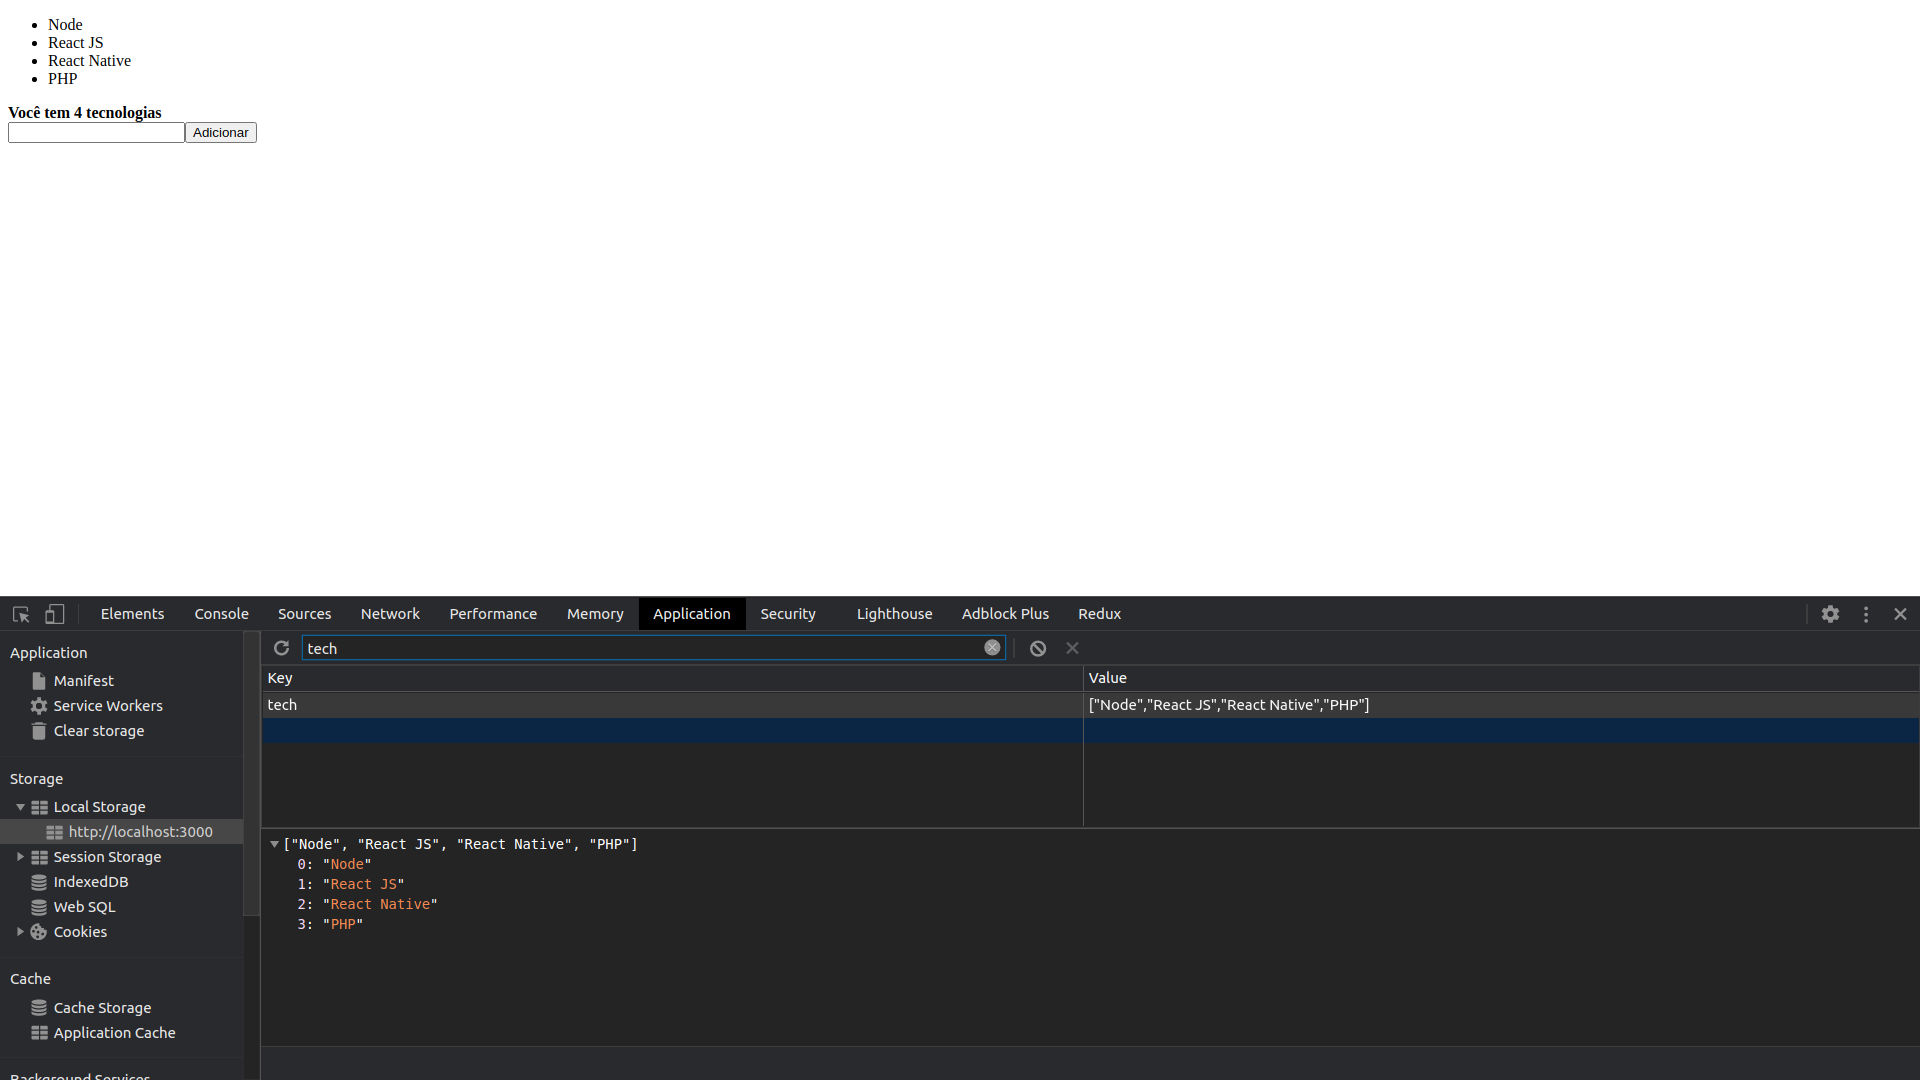 Node
React JS
React Native
PHP
Você tem 4 tecnologias
Adicionar
Elements Console Sources Network Performance Memory Application Security Lighthouse Adblock Plus Redux
Application
Manifest
Service Workers
Clear storage
Storage
Local Storage
http://localhost:3000
Session Storage
IndexedDB
Web SQL
Cookies
Cache
Cache Storage
Application Cache
Background Services
tech
Key Value
tech ["Node","React JS","React Native","PHP"]
["Node", "React JS", "React Native", "PHP"]
0: "Node"
1: "React JS"
2: "React Native"
3: "PHP"